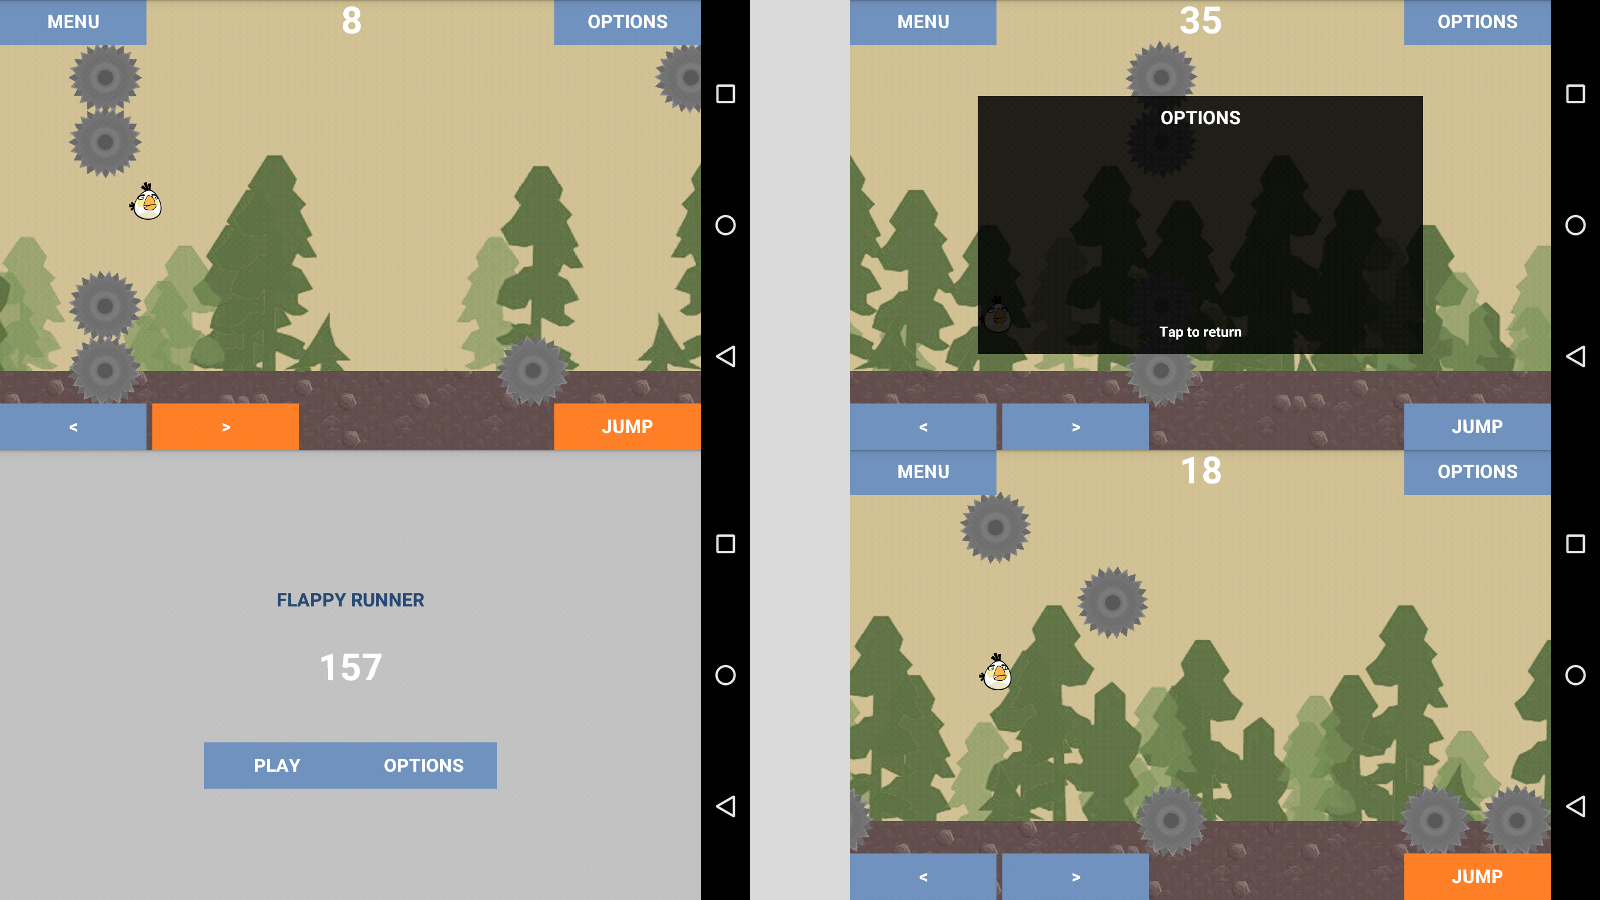 MENU
8
OPTIONS
<
>
JUMP
FLAPPY RUNNER
157
PLAY
OPTIONS
MENU
35
OPTIONS
OPTIONS
Tap to return
<
>
JUMP
MENU
18
OPTIONS
<
>
JUMP